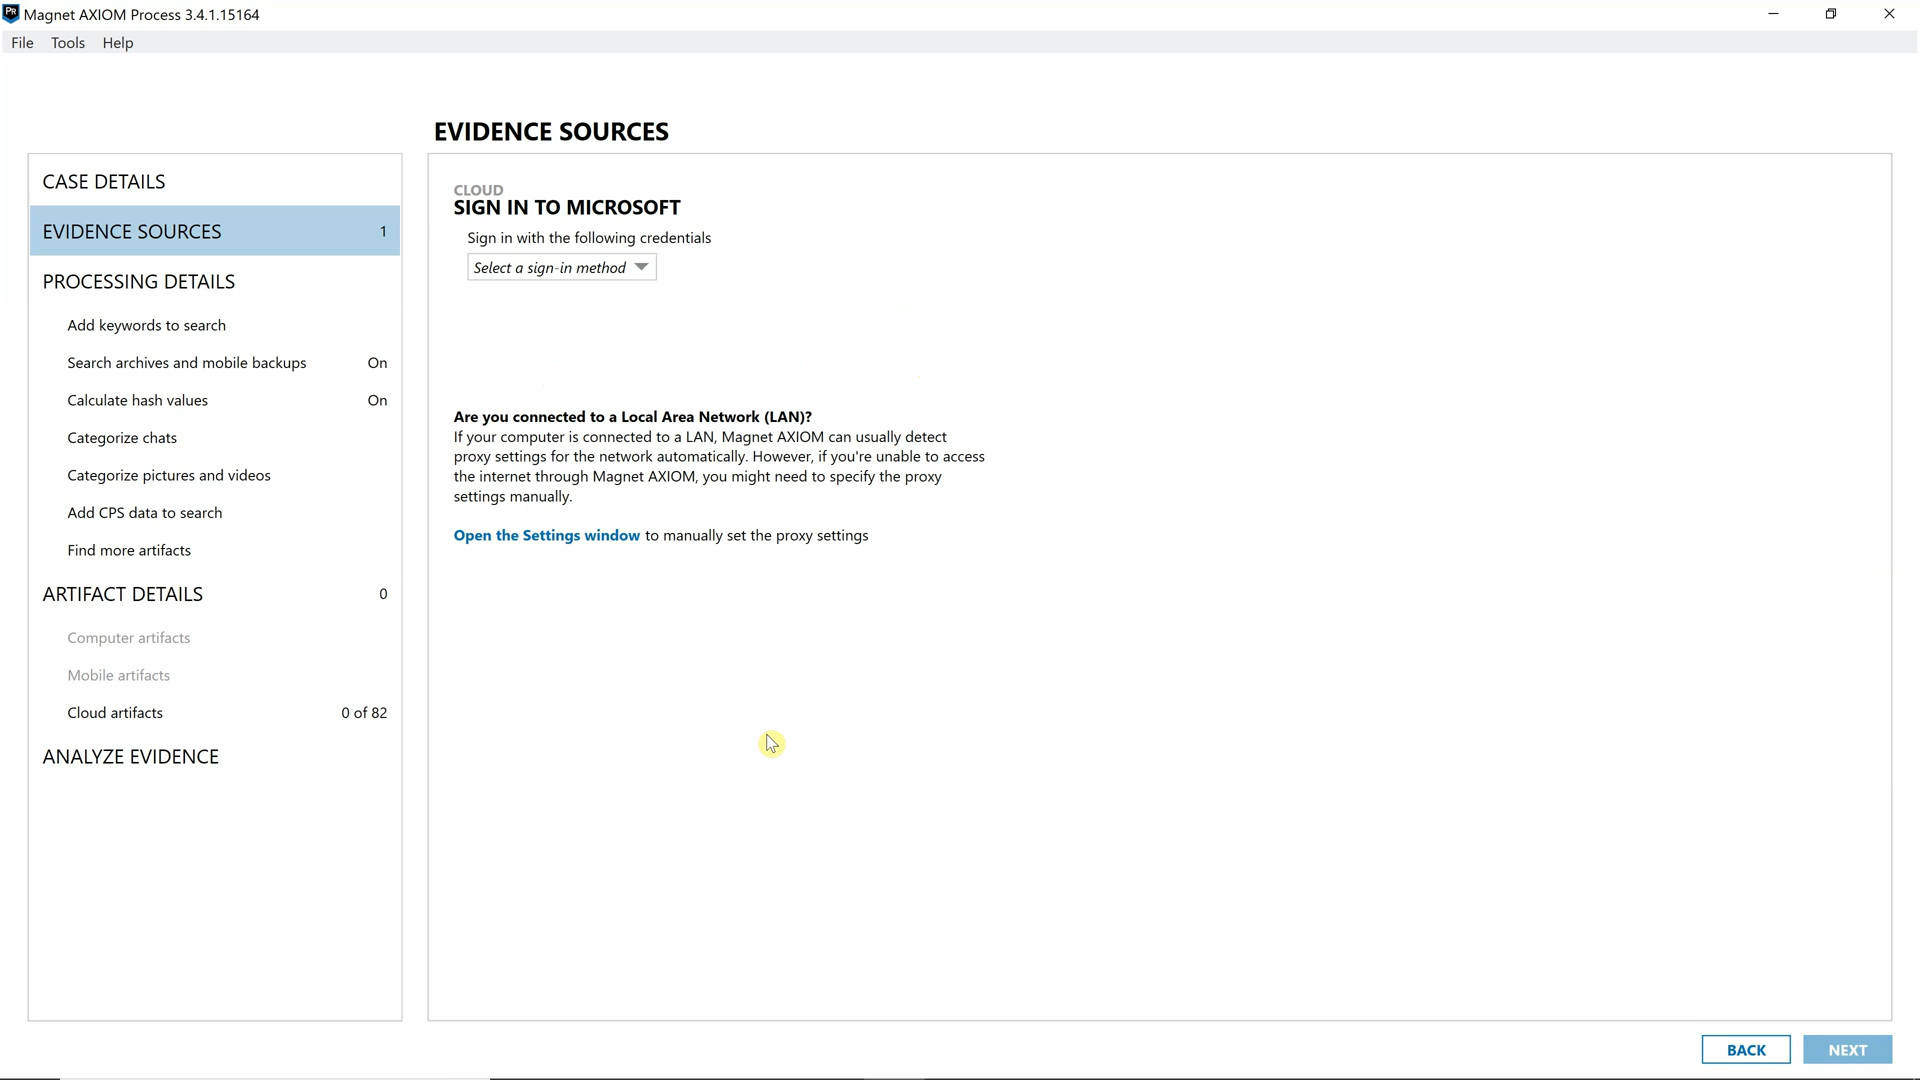 PR
Magnet AXIOM Process 3.4.1.15164
File Tools Help
EVIDENCE SOURCES
CASE DETAILS
EVIDENCE SOURCES 1
PROCESSING DETAILS
Add keywords to search
Search archives and mobile backups On
Calculate hash values On
Categorize chats
Categorize pictures and videos
Add CPS data to search
Find more artifacts
ARTIFACT DETAILS 0
Computer artifacts
Mobile artifacts
Cloud artifacts 0 of 82
ANALYZE EVIDENCE
CLOUD
SIGN IN TO MICROSOFT
Sign in with the following credentials
Select a sign-in method
Are you connected to a Local Area Network (LAN)?
If your computer is connected to a LAN, Magnet AXIOM can usually detect
proxy settings for the network automatically. However, if you're unable to access
the internet through Magnet AXIOM, you might need to specify the proxy
settings manually.
Open the Settings window to manually set the proxy settings
BACK NEXT